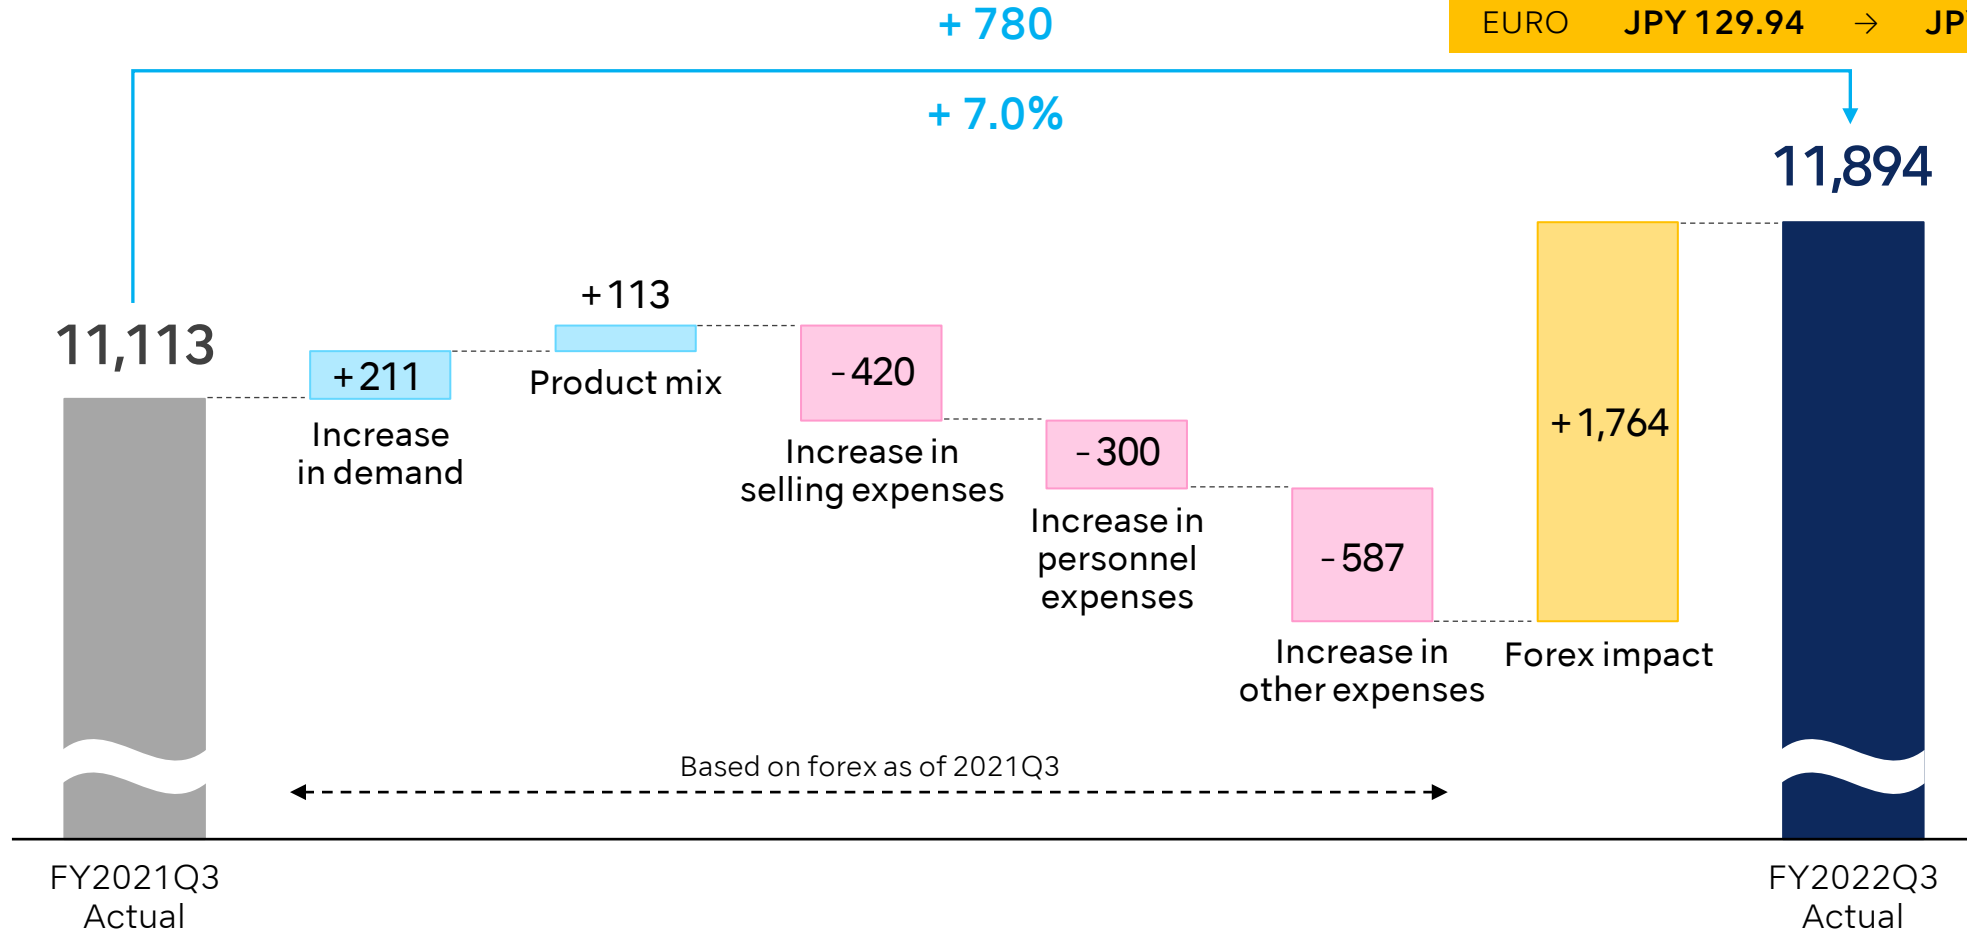 + 780
EURO JPY 129.94 →
+ 7.0%
11,894
+113
11,113
+211
Product mix
-420
Increase
in demand
Increase in
selling expenses
-300
+1,764
Increase in
personnel
expenses
-587
Increase in
other expenses
Forex impact
Based on forex as of 2021Q3
FY2021Q3
Actual
FY2022Q3
Actual